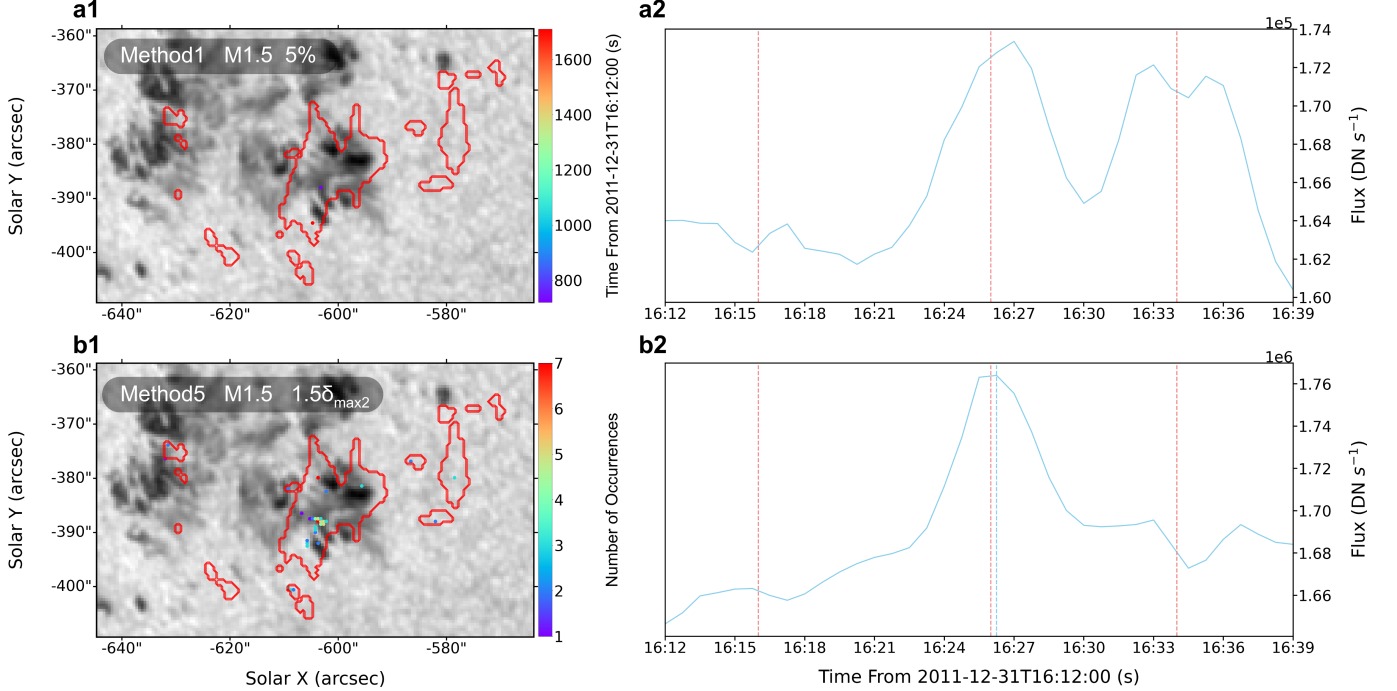 a1
Method1 M1.5 5%
-360"
-370"
-380"
-390"
-400"
Solar Y (arcsec)
-640" -620" -600" -580"
1600
1400
1200
1000
800
Time From 2011-12-31T16:12:00 (s)
a2
1e5
1.74
1.72
1.70
1.68
1.66
1.64
1.62
1.60
Flux (DN s⁻¹)
16:12 16:15 16:18 16:21 16:24 16:27 16:30 16:33 16:36 16:39
b1
Method5 M1.5 1.5δmax2
-360"
-370"
-380"
-390"
-400"
Solar Y (arcsec)
-640" -620" -600" -580"
Solar X (arcsec)
7
6
5
4
3
2
1
Number of Occurrences
b2
1e6
1.76
1.74
1.72
1.70
1.68
1.66
Flux (DN s⁻¹)
16:12 16:15 16:18 16:21 16:24 16:27 16:30 16:33 16:36 16:39
Time From 2011-12-31T16:12:00 (s)